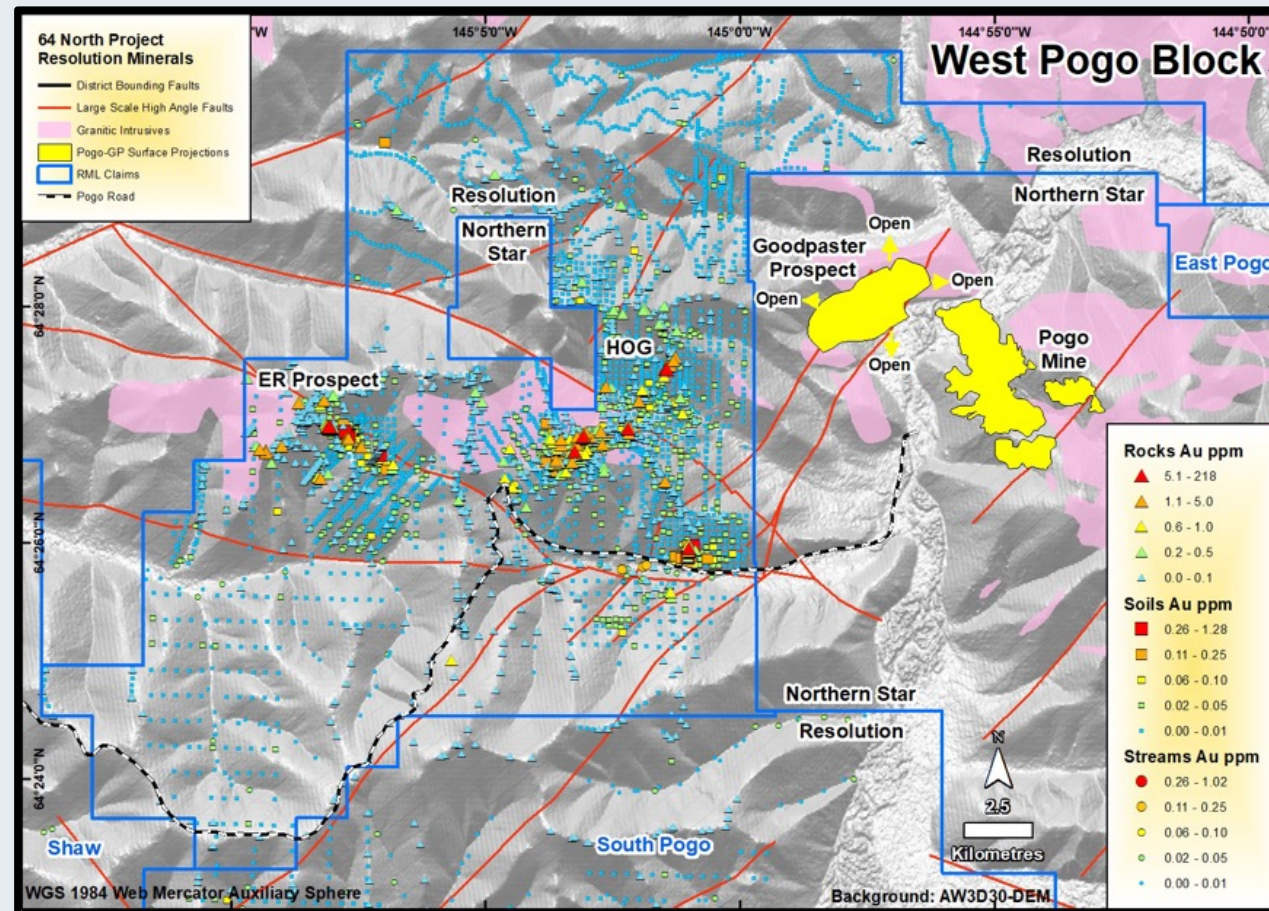 64 North Project
Resolution Minerals
District Bounding Faults
Large Scale High Angle Faults
Granitic Intrusives
Pogo-GP Surface Projections
RML Claims
Pogo Road
145°5'0"W
145°0'0"W
144°55'0"W
144°50'0"
West Pogo Block
64°28'0"N
64°26'0"N
64°24'0"N
Resolution
Northern Star
Resolution
Northern
Star
Goodpaster
Prospect
Open
Open
Open
Open
East Pogo
Pogo
Mine
HOG
ER Prospect
Northern Star
Resolution
Shaw
South Pogo
N
2.5
Kilometres
Rocks Au ppm
5.1 - 218
1.1 - 5.0
0.6 - 1.0
0.2 - 0.5
0.0 - 0.1
Soils Au ppm
0.26 - 1.28
0.11 - 0.25
0.06 - 0.10
0.02 - 0.05
0.00 - 0.01
Streams Au ppm
0.26 - 1.02
0.11 - 0.25
0.06 - 0.10
0.02 - 0.05
0.00 - 0.01
WGS 1984 Web Mercator Auxiliary Sphere
Background: AW3D30-DEM